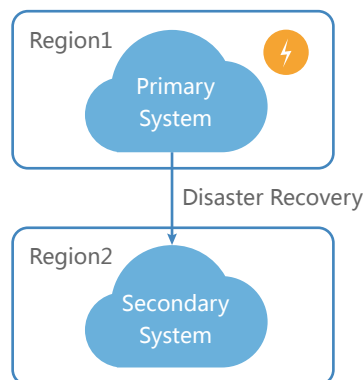 Region1
Primary
System
Disaster Recovery
Region2
Secondary
System